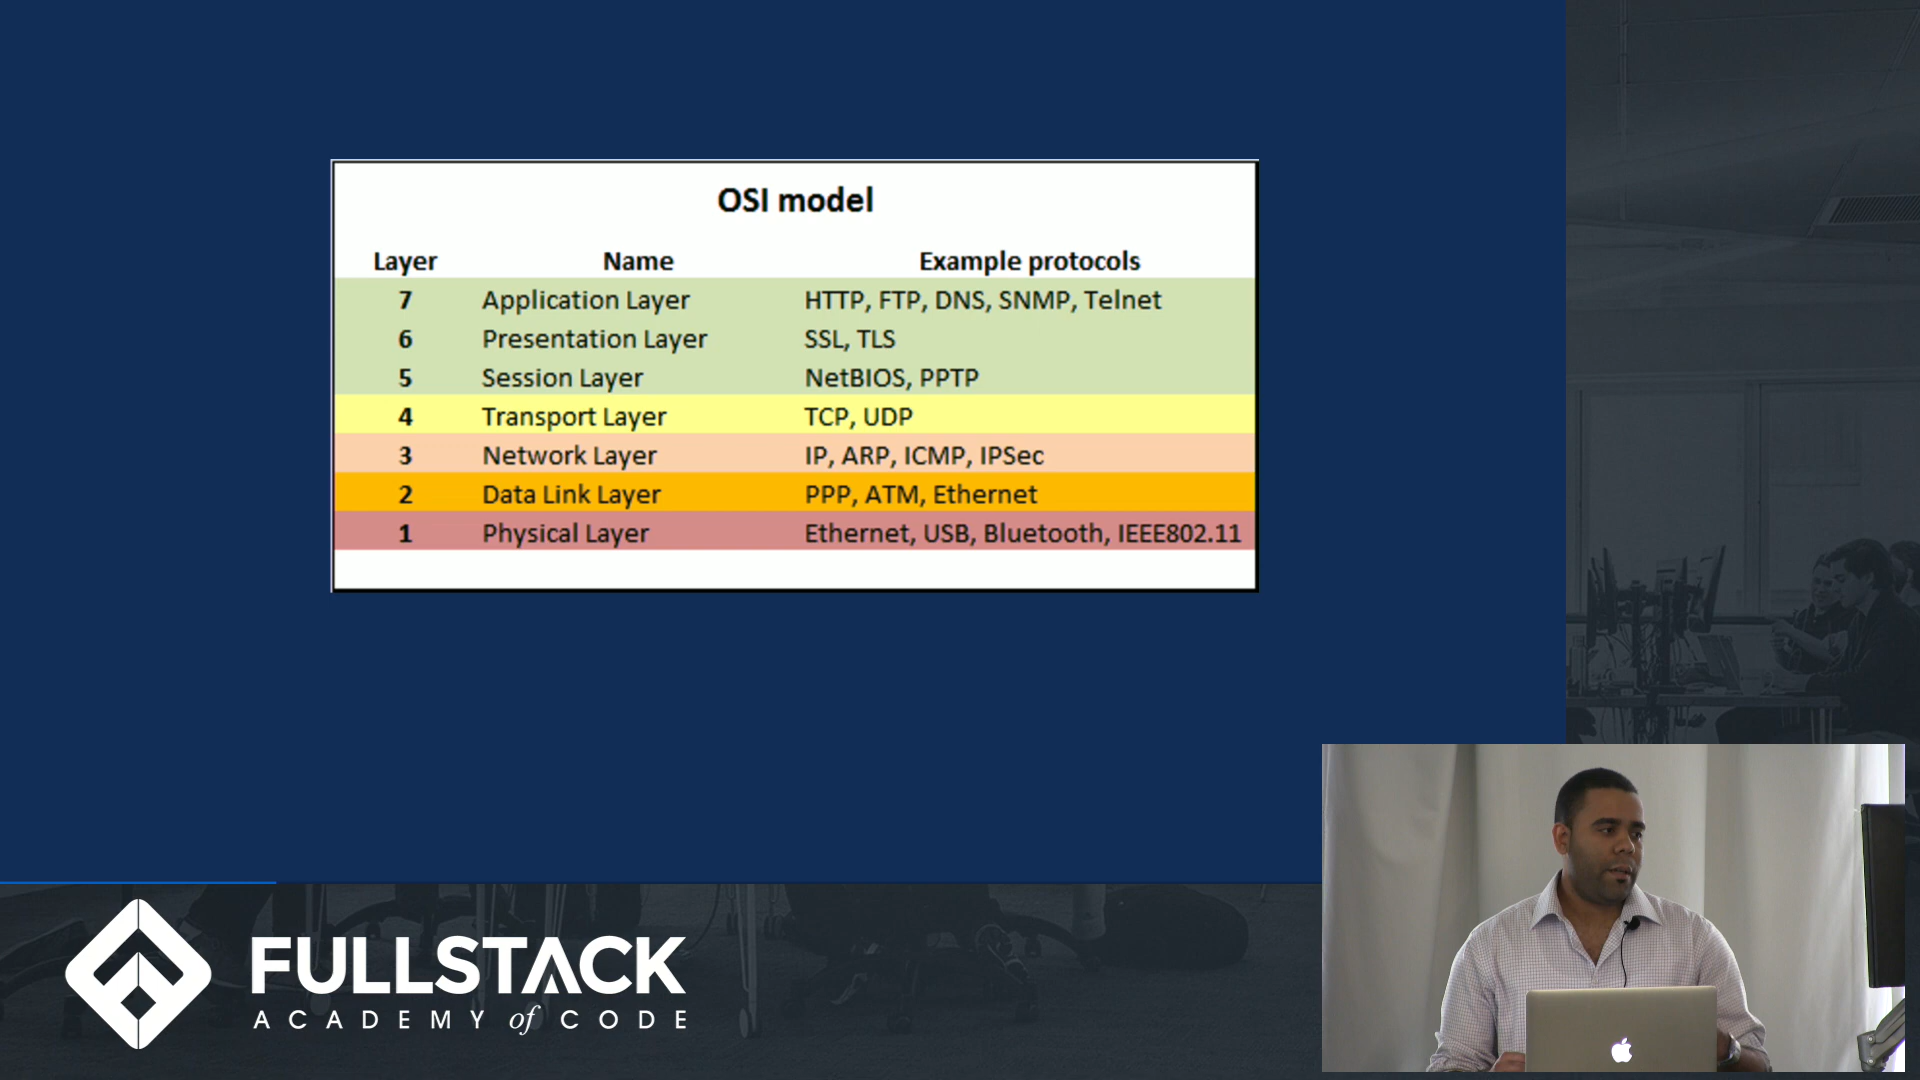 OSI model
Layer Name Example protocols
7 Application Layer HTTP, FTP, DNS, SNMP, Telnet
6 Presentation Layer SSL, TLS
5 Session Layer NetBIOS, PPTP
4 Transport Layer TCP, UDP
3 Network Layer IP, ARP, ICMP, IPSec
2 Data Link Layer PPP, ATM, Ethernet
1 Physical Layer Ethernet, USB, Bluetooth, IEEE802.11
FULLSTACK
ACADEMY of CODE